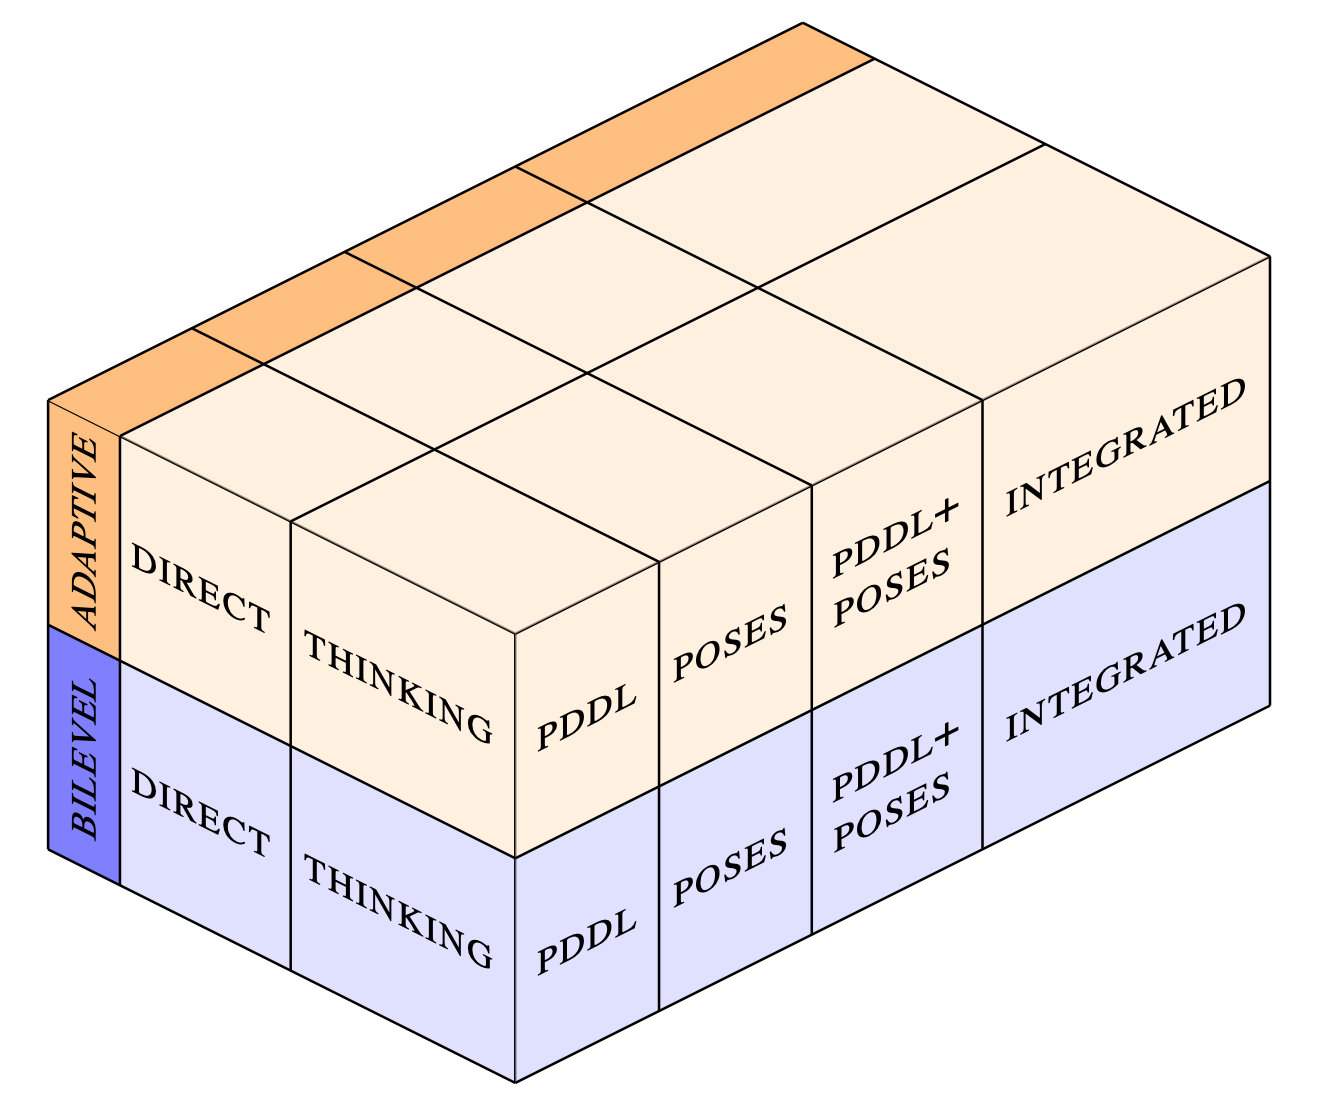 ADAPTIVE
DIRECT
THINKING
PDDL
POSES
PDDL+
POSES
INTEGRATED
BILEVEL
DIRECT
THINKING
PDDL
POSES
PDDL+
POSES
INTEGRATED